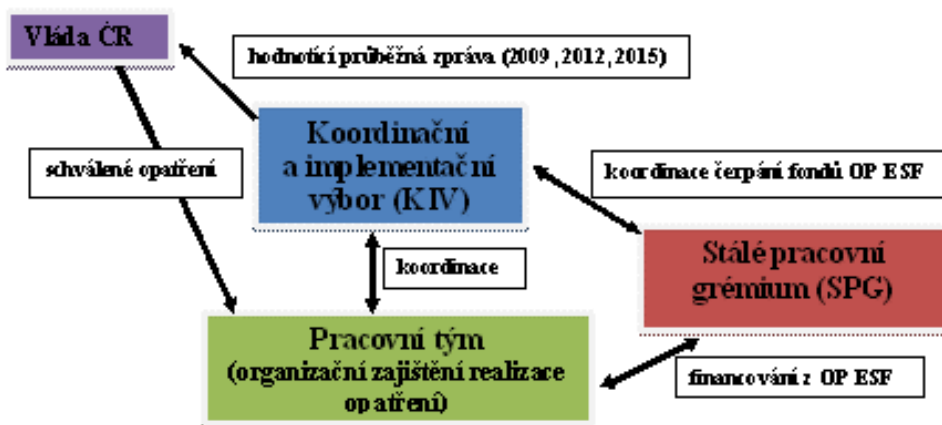 Vláda ČR
hodnotící průběžná zpráva (2009,2012,2015)
Koordinační
a implementační
výbor (KIV)
schválené opatření
koordinace čerpání fondů OP ESF
koordinace
Stálé pracovní
grémium (SPG)
Pracovní tým
(organizační zajištění realizace
opatření)
financování z OP ESF